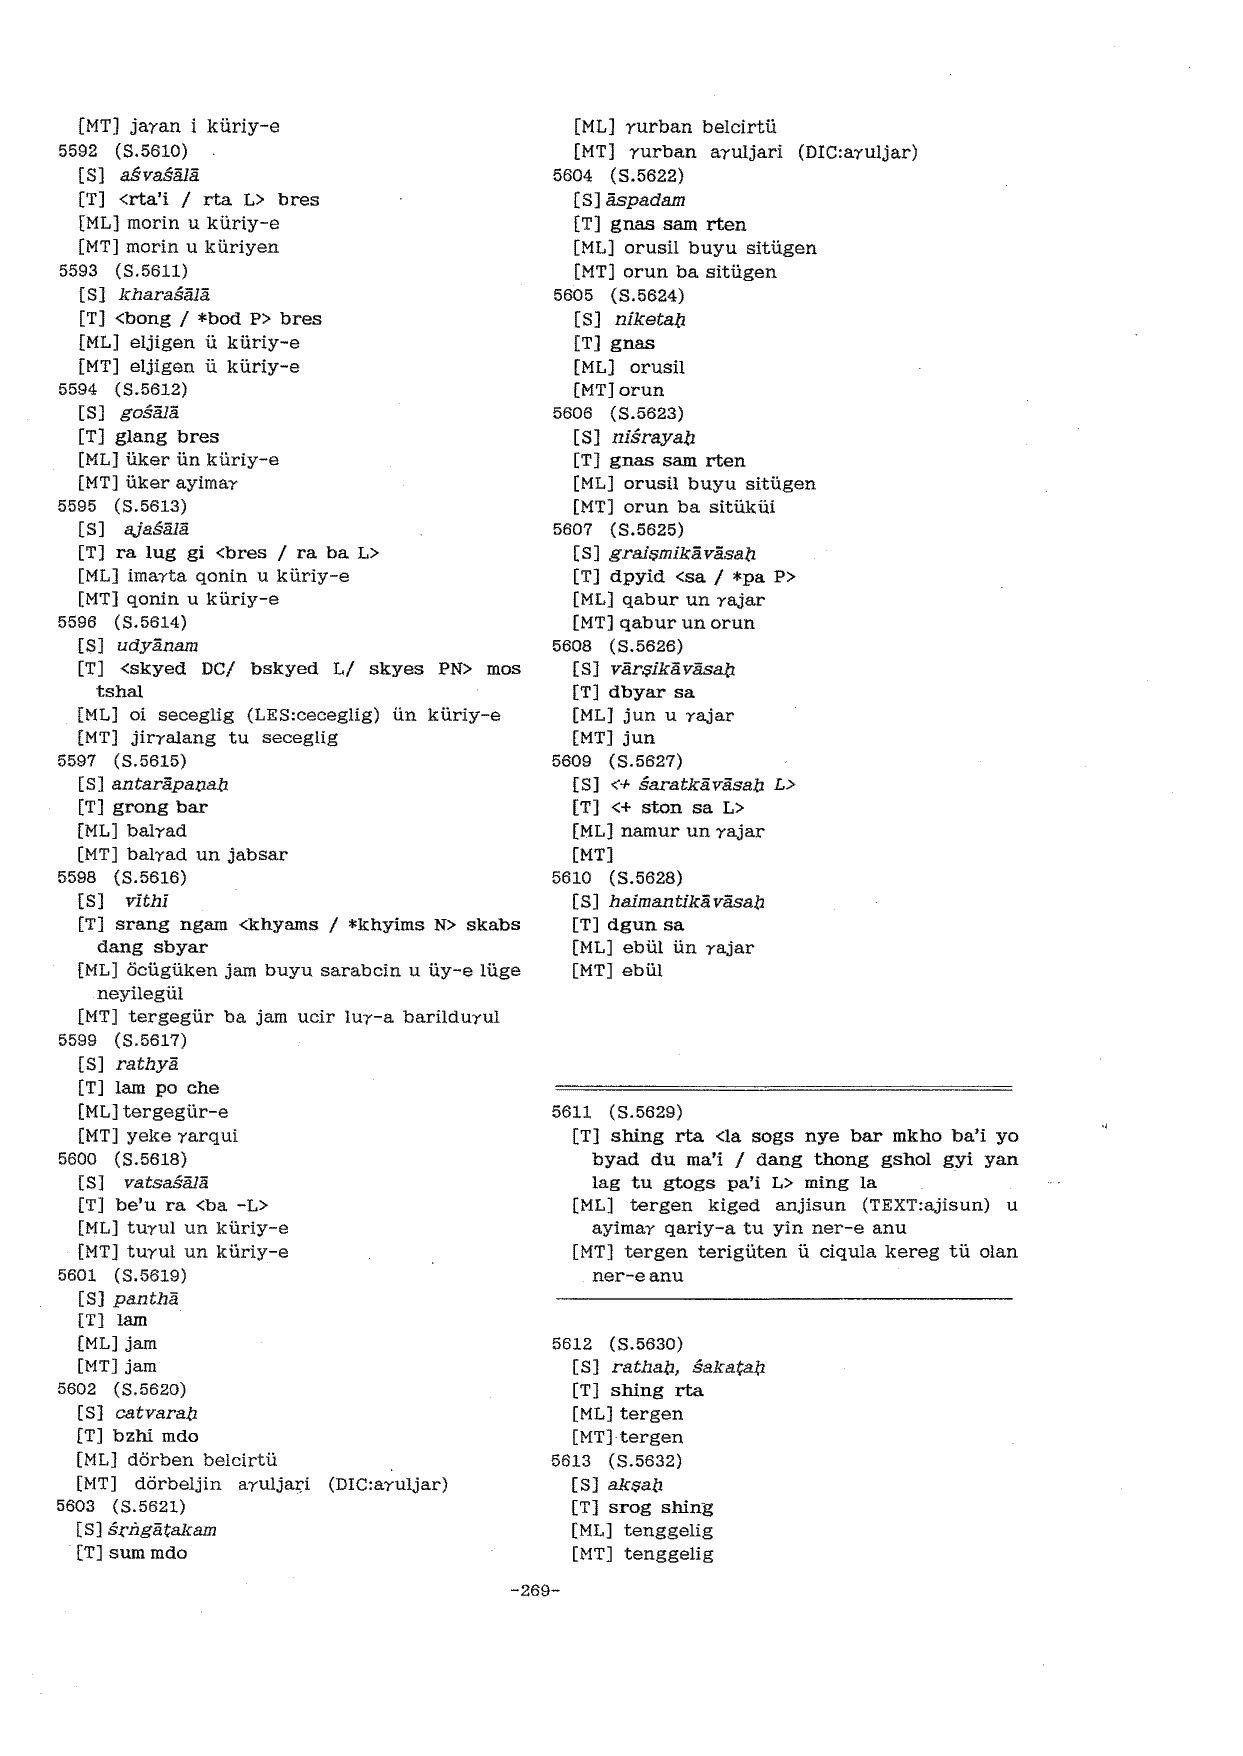 [MT] jaγan i küriy-e
5592 (S.5610)
[S] aśvaśālā
[T] <rta'i / rta L> bres
[ML] morin u küriy-e
[MT] morin u küriyen
5593 (S.5611)
[S] kharaśālā
[T] <bong / *bod P> bres
[ML] eljigen ü küriy-e
[MT] eljigen ü küriy-e
5594 (S.5612)
[S] gośālā
[T] glang bres
[ML] üker ün küriy-e
[MT] üker ayimaγ
5595 (S.5613)
[S] ajaśālā
[T] ra lug gi <bres / ra ba L>
[ML] imaγta qonin u küriy-e
[MT] qonin u küriy-e
5596 (S.5614)
[S] udyānam
[T] <skyed DC/ bskyed L/ skyes PN> mos
tshal
[ML] oi seceglig (LES:ceceglig) ün küriy-e
[MT] jirγalang tu seceglig
5597 (S.5615)
[S] antarāpaṇaḥ
[T] grong bar
[ML] balγad
[MT] balγad un jabsar
5598 (S.5616)
[S] vīthī
[T] srang ngam <khyams / *khyims N> skabs
dang sbyar
[ML] öcügüken jam buyu sarabcin u üy-e lüge
neyilegül
[MT] tergegür ba jam ucir luγ-a barilduγul
5599 (S.5617)
[S] rathyā
[T] lam po che
[ML] tergegür-e
[MT] yeke γarqui
5600 (S.5618)
[S] vatsaśālā
[T] be'u ra <ba -L>
[ML] tuγul un küriy-e
[MT] tuγul un küriy-e
5601 (S.5619)
[S] panthā
[T] lam
[ML] jam
[MT] jam
5602 (S.5620)
[S] catvaraḥ
[T] bzhi mdo
[ML] dörben belcirtü
[MT] dörbeljin aγuljari (DIC:aγuljar)
5603 (S.5621)
[S] śṛṅgāṭakam
[T] sum mdo
[ML] γurban belcirtü
[MT] γurban aγuljari (DIC:aγuljar)
5604 (S.5622)
[S] āspadam
[T] gnas sam rten
[ML] orusil buyu sitügen
[MT] orun ba sitügen
5605 (S.5624)
[S] niketaḥ
[T] gnas
[ML] orusil
[MT] orun
5606 (S.5623)
[S] niśrayaḥ
[T] gnas sam rten
[ML] orusil buyu sitügen
[MT] orun ba sitüküi
5607 (S.5625)
[S] graiṣmikāvāsaḥ
[T] dpyid <sa / *pa P>
[ML] qabur un γajar
[MT] qabur un orun
5608 (S.5626)
[S] vārṣikāvāsaḥ
[T] dbyar sa
[ML] jun u γajar
[MT] jun
5609 (S.5627)
[S] <+ śaratkāvāsaḥ L>
[T] <+ ston sa L>
[ML] namur un γajar
[MT]
5610 (S.5628)
[S] haimantikāvāsaḥ
[T] dgun sa
[ML] ebül ün γajar
[MT] ebül
5611 (S.5629)
[T] shing rta <la sogs nye bar mkho ba'i yo
byad du ma'i / dang thong gshol gyi yan
lag tu gtogs pa'i L> ming la
[ML] tergen kiged anjisun (TEXT:ajisun) u
ayimaγ qariy-a tu yin ner-e anu
[MT] tergen terigüten ü ciqula kereg tü olan
ner-e anu
5612 (S.5630)
[S] rathaḥ, śakaṭaḥ
[T] shing rta
[ML] tergen
[MT] tergen
5613 (S.5632)
[S] akṣaḥ
[T] srog shing
[ML] tenggelig
[MT] tenggelig
-269-